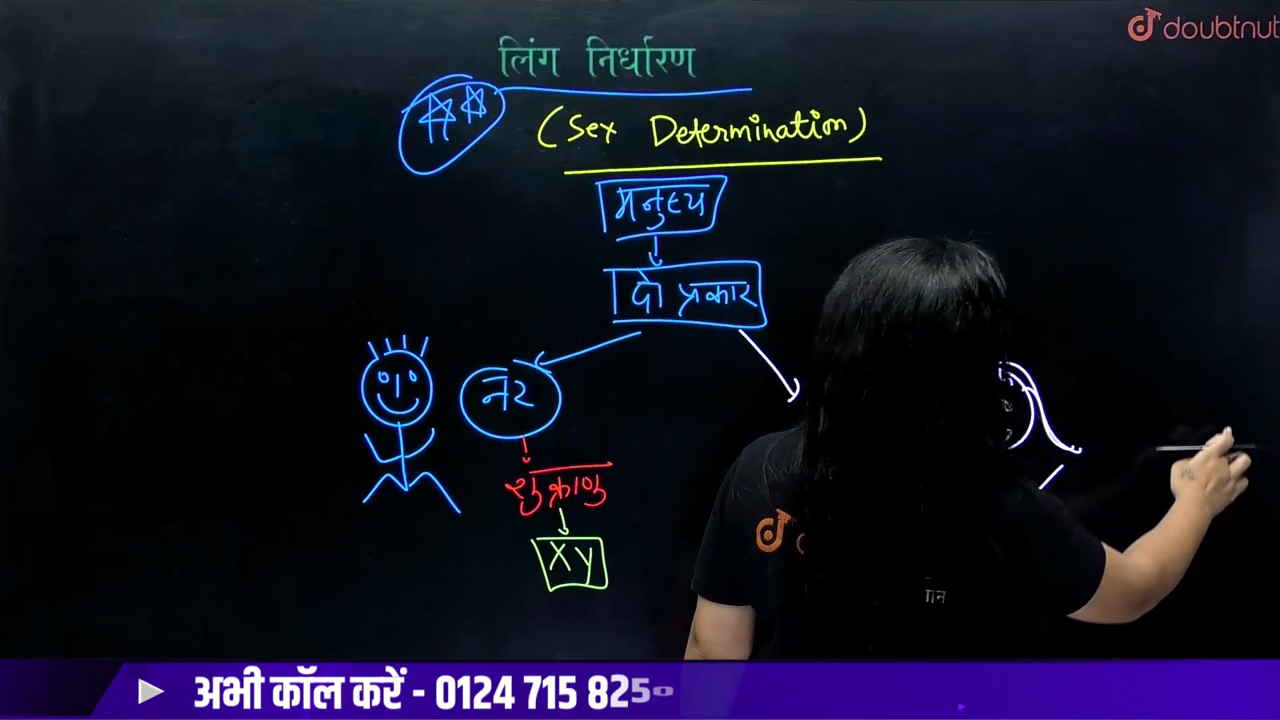 doubtnut
लिंग निर्धारण
(Sex Determination)
मनुष्य
दो प्रकार
नर
शुक्राणु
Xy
अभी कॉल करें - 0124 715 825